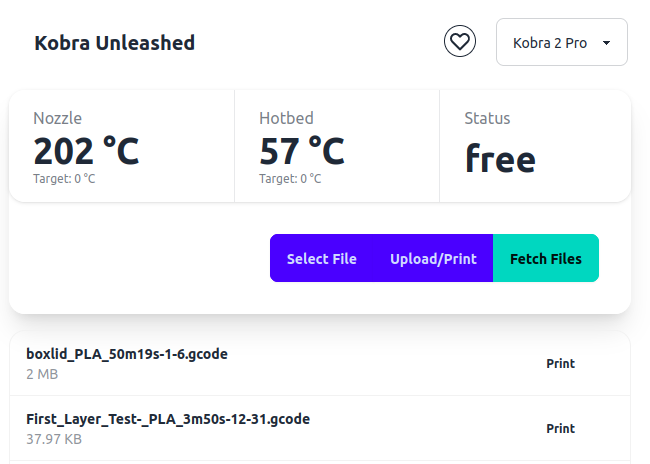 Kobra Unleashed
Kobra 2 Pro
Nozzle
202 °C
Target: 0 °C
Hotbed
57 °C
Target: 0 °C
Status
free
Select File
Upload/Print
Fetch Files
boxlid_PLA_50m19s-1-6.gcode
2 MB
Print
First_Layer_Test-_PLA_3m50s-12-31.gcode
37.97 KB
Print